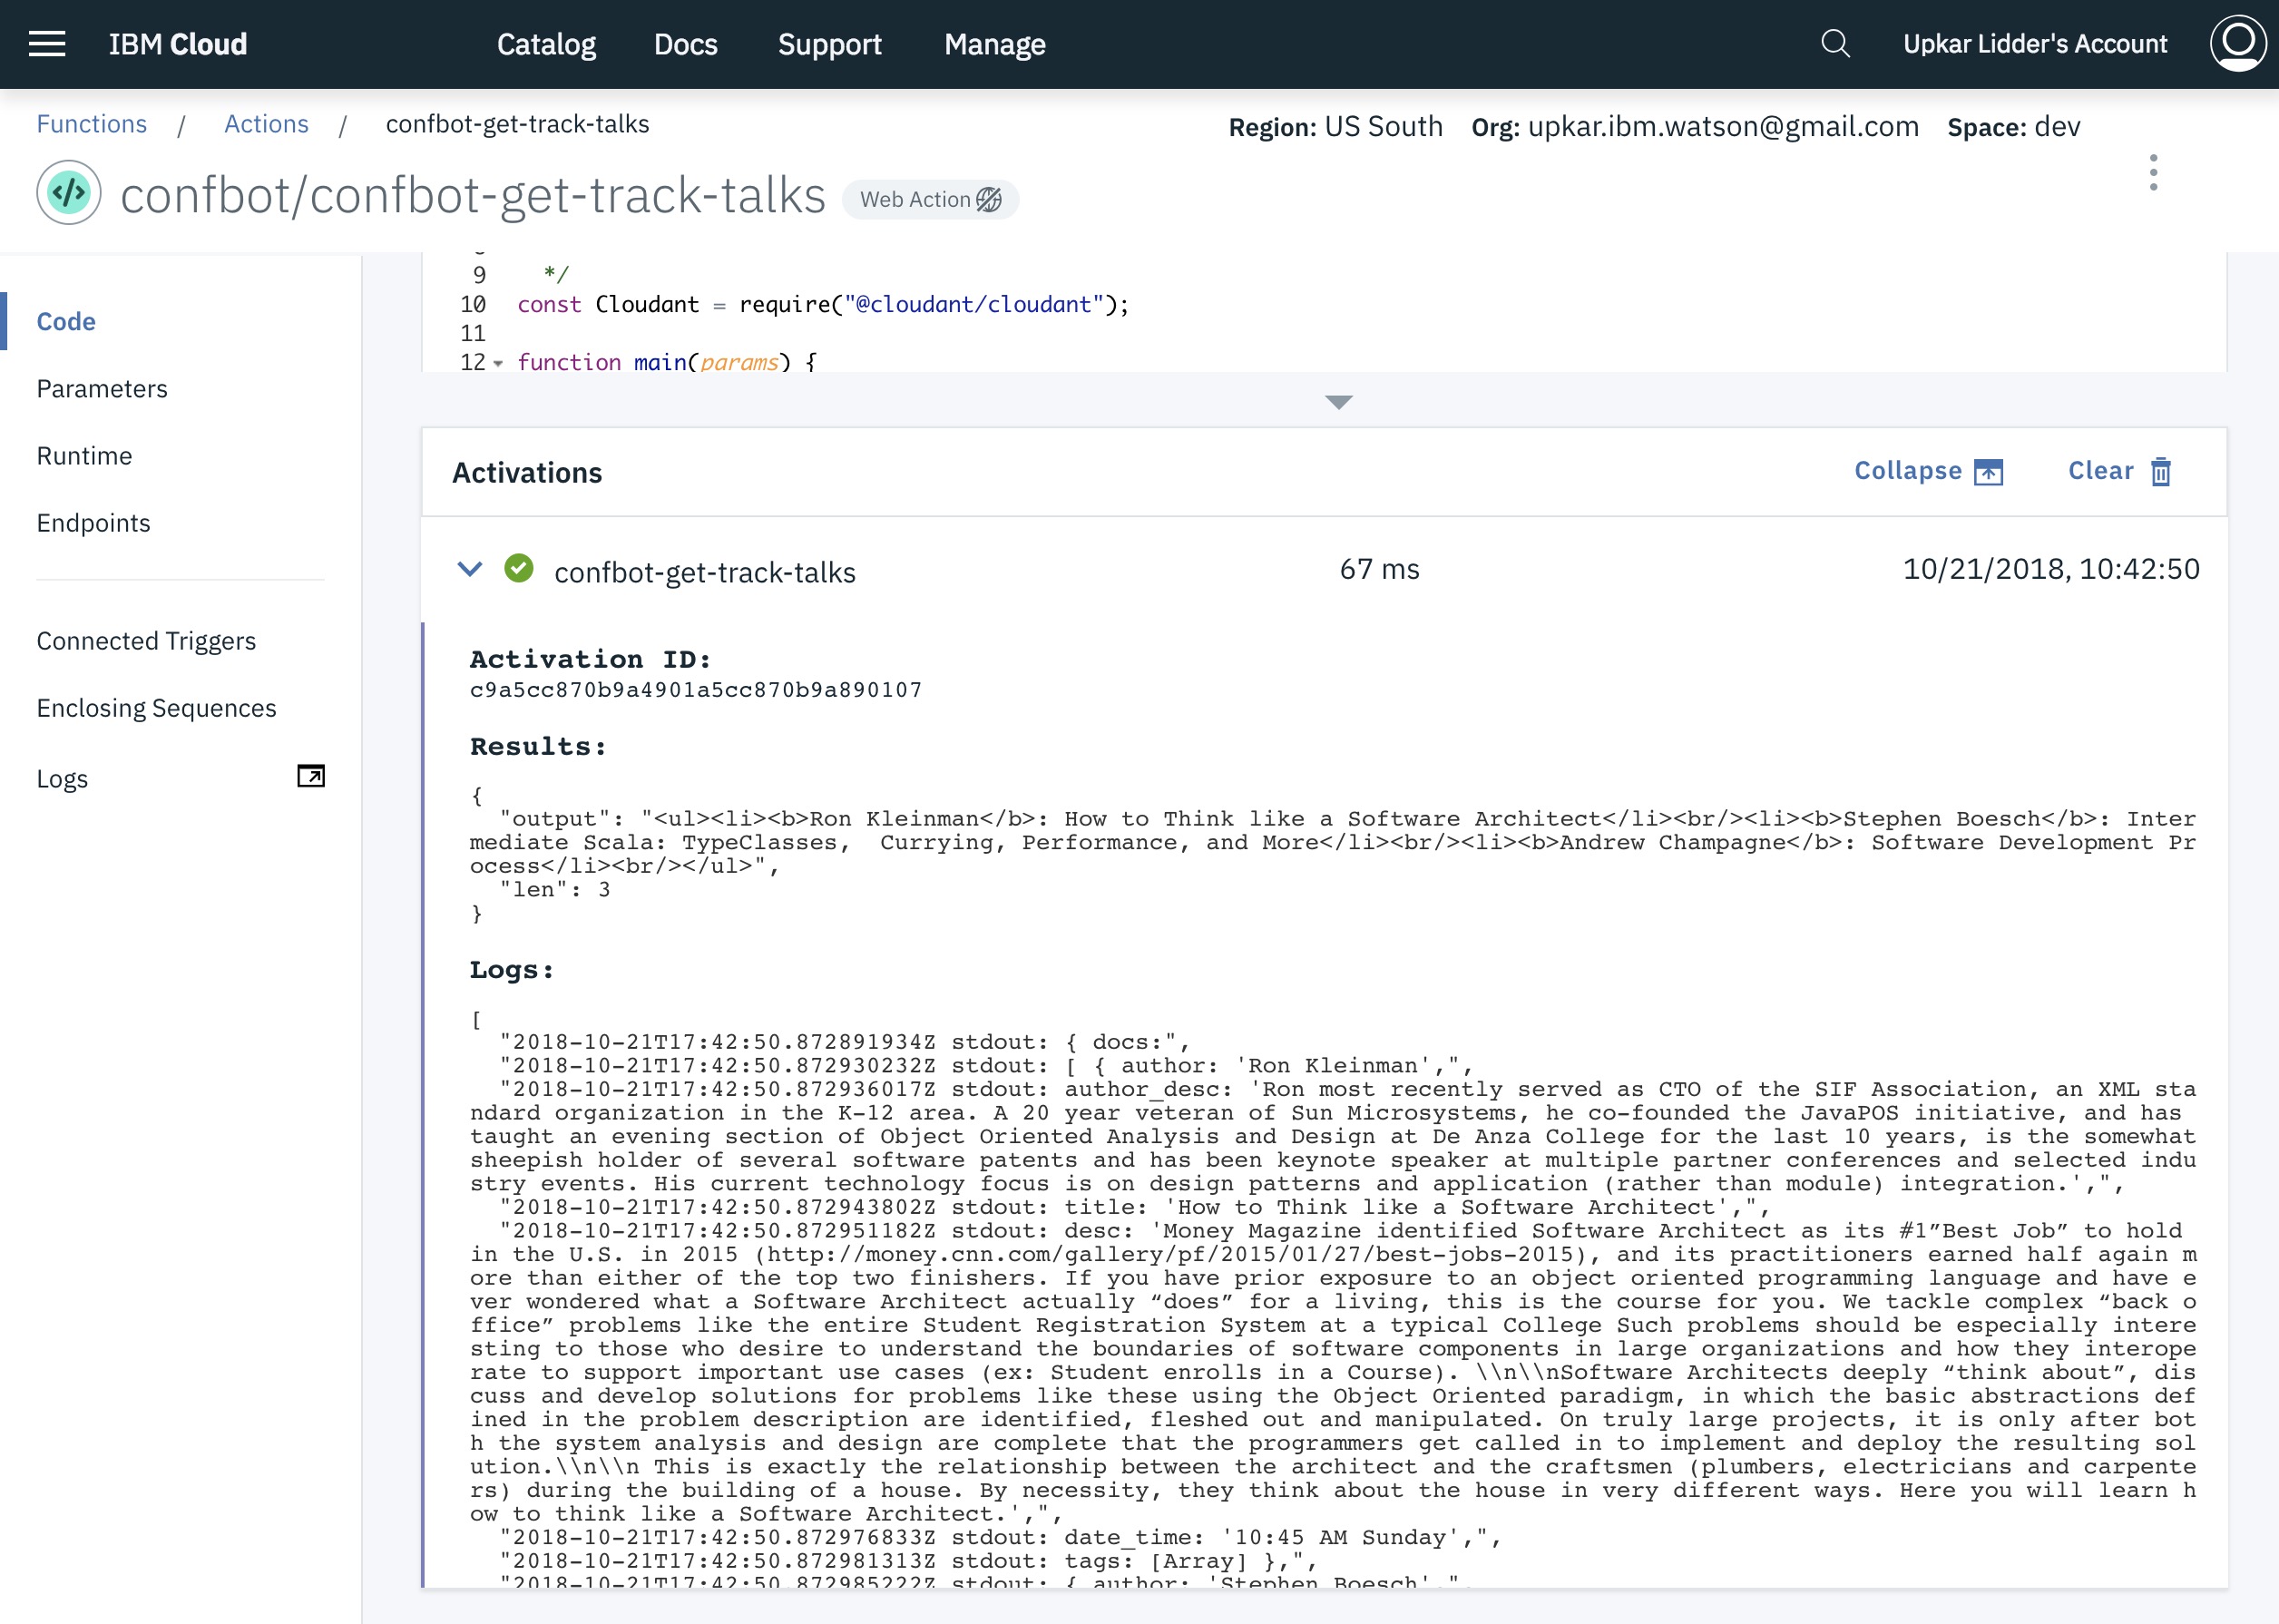 IBM Cloud
Catalog
Docs
Support
Manage
Upkar Lidder's Account
Functions / Actions / confbot-get-track-talks
Region: US South Org: upkar.ibm.watson@gmail.com Space: dev
confbot/confbot-get-track-talks
Web Action
Code
Parameters
Runtime
Endpoints
Connected Triggers
Enclosing Sequences
Logs
9 */
10 const Cloudant = require("@cloudant/cloudant");
11
12 function main(params) {
Activations
Collapse
Clear
confbot-get-track-talks
67 ms
10/21/2018, 10:42:50
Activation ID:
c9a5cc870b9a4901a5cc870b9a890107
Results:
{
"output": "<ul><li><b>Ron Kleinman</b>: How to Think like a Software Architect</li><br/><li><b>Stephen Boesch</b>: Inter
mediate Scala: TypeClasses,  Currying, Performance, and More</li><br/><li><b>Andrew Champagne</b>: Software Development Pr
ocess</li><br/></ul>",
"len": 3
}
Logs:
[
"2018-10-21T17:42:50.872891934Z stdout: { docs:",
"2018-10-21T17:42:50.872930232Z stdout: [ { author: 'Ron Kleinman',",
"2018-10-21T17:42:50.872936017Z stdout: author_desc: 'Ron most recently served as CTO of the SIF Association, an XML sta
ndard organization in the K-12 area. A 20 year veteran of Sun Microsystems, he co-founded the JavaPOS initiative, and has
taught an evening section of Object Oriented Analysis and Design at De Anza College for the last 10 years, is the somewhat
sheepish holder of several software patents and has been keynote speaker at multiple partner conferences and selected indu
stry events. His current technology focus is on design patterns and application (rather than module) integration.',",
"2018-10-21T17:42:50.872943802Z stdout: title: 'How to Think like a Software Architect',",
"2018-10-21T17:42:50.872951182Z stdout: desc: 'Money Magazine identified Software Architect as its #1”Best Job” to hold
in the U.S. in 2015 (http://money.cnn.com/gallery/pf/2015/01/27/best-jobs-2015), and its practitioners earned half again m
ore than either of the top two finishers. If you have prior exposure to an object oriented programming language and have e
ver wondered what a Software Architect actually “does” for a living, this is the course for you. We tackle complex “back o
ffice” problems like the entire Student Registration System at a typical College Such problems should be especially intere
sting to those who desire to understand the boundaries of software components in large organizations and how they interope
rate to support important use cases (ex: Student enrolls in a Course). \\n\\nSoftware Architects deeply “think about”, dis
cuss and develop solutions for problems like these using the Object Oriented paradigm, in which the basic abstractions def
ined in the problem description are identified, fleshed out and manipulated. On truly large projects, it is only after bot
h the system analysis and design are complete that the programmers get called in to implement and deploy the resulting sol
ution.\\n\\n This is exactly the relationship between the architect and the craftsmen (plumbers, electricians and carpente
rs) during the building of a house. By necessity, they think about the house in very different ways. Here you will learn h
ow to think like a Software Architect.',",
"2018-10-21T17:42:50.872976833Z stdout: date_time: '10:45 AM Sunday',",
"2018-10-21T17:42:50.872981313Z stdout: tags: [Array] },",
"2018-10-21T17:42:50.872985222Z stdout: { author: 'Stephen Boesch',",